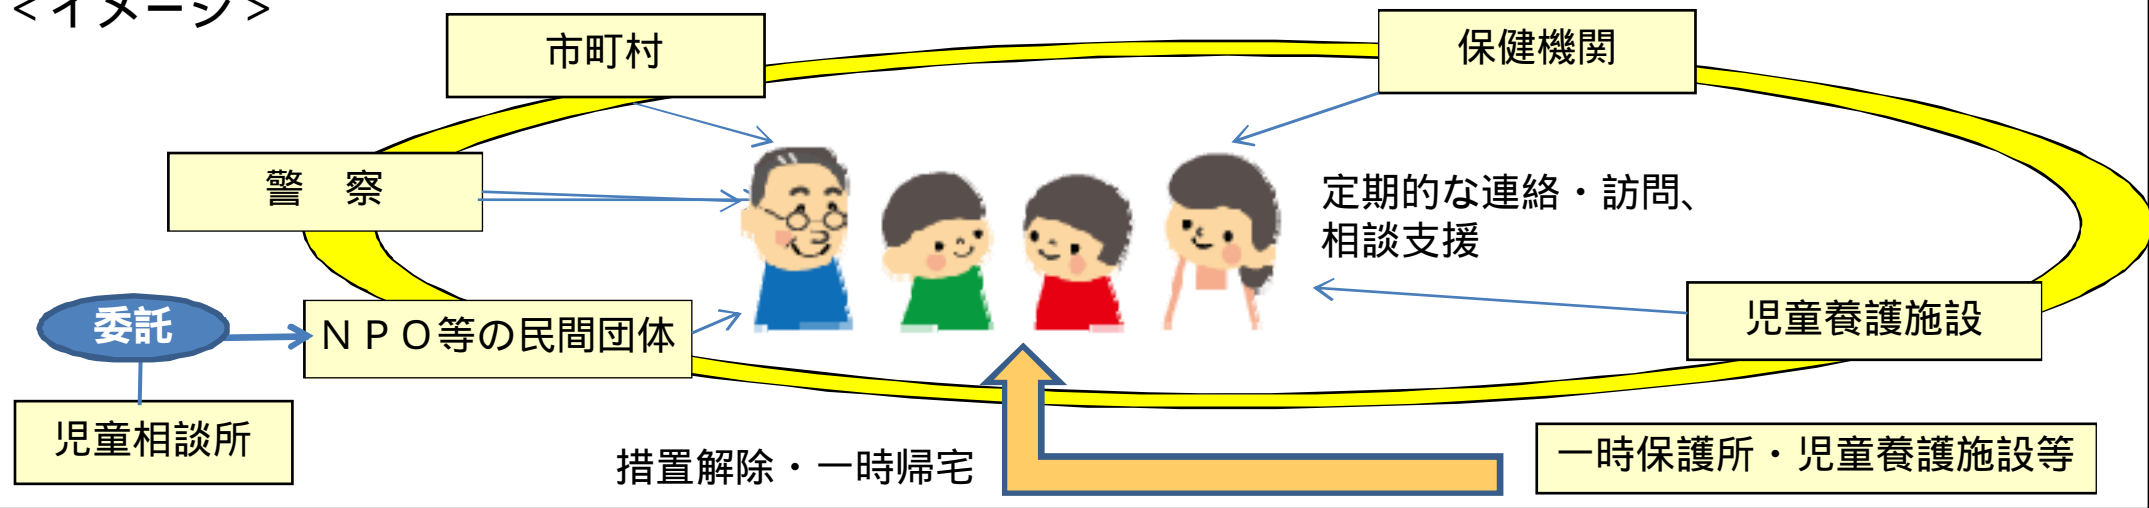 ＜イメージ＞
市町村
保健機関
警　察
定期的な連絡・訪問、
相談支援
児童養護施設
委託
ＮＰＯ等の民間団体
児童相談所
措置解除・一時帰宅
一時保護所・児童養護施設等